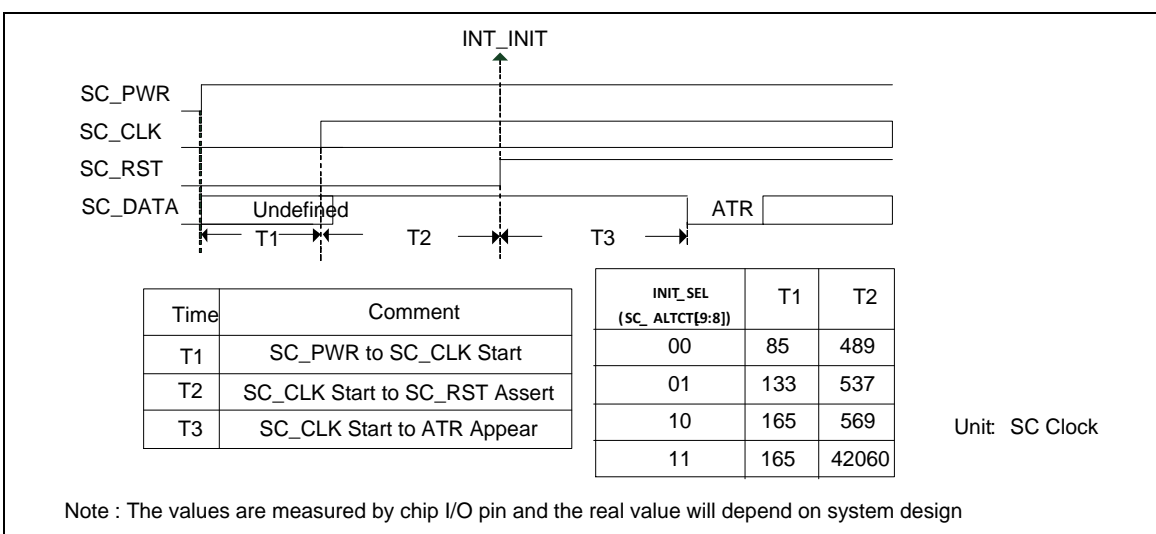 INT_INIT
SC_PWR
SC_CLK
SC_RST
SC_DATA Undefined ATR
T1 T2 T3
Time Comment
T1 SC_PWR to SC_CLK Start
T2 SC_CLK Start to SC_RST Assert
T3 SC_CLK Start to ATR Appear
INIT_SEL T1 T2
(SC_ ALTCT[9:8])
00 85 489
01 133 537
10 165 569
11 165 42060
Unit: SC Clock
Note : The values are measured by chip I/O pin and the real value will depend on system design